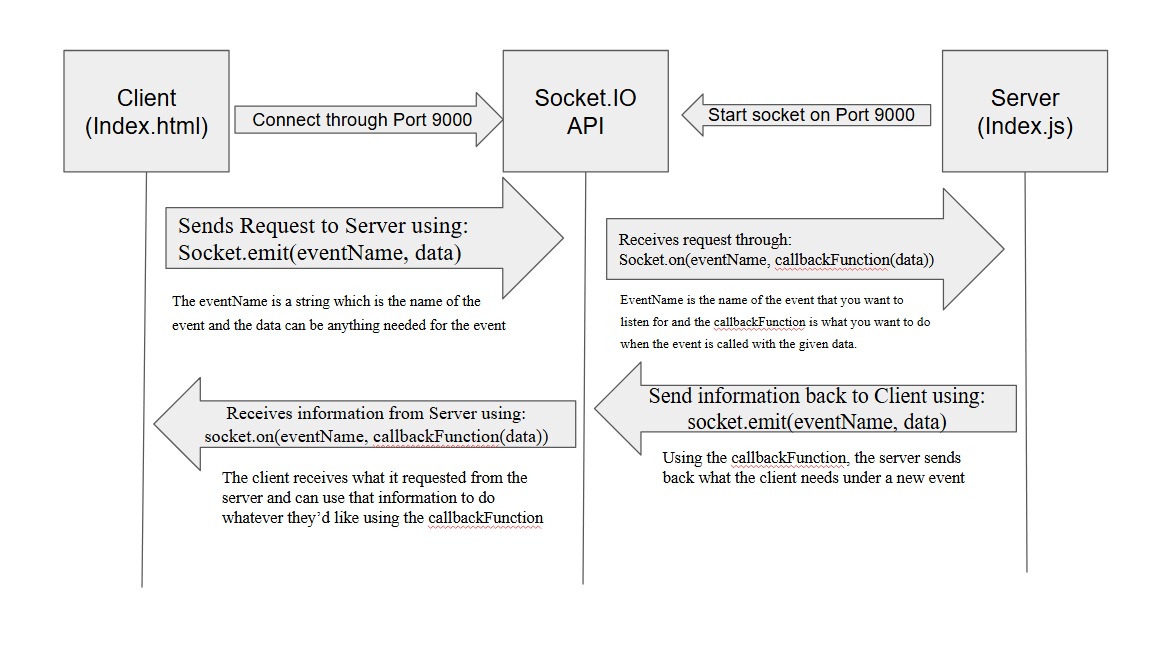 Client
(Index.html)
Connect through Port 9000
Socket.IO
API
Start socket on Port 9000
Server
(Index.js)
Sends Request to Server using:
Socket.emit(eventName, data)
The eventName is a string which is the name of the
event and the data can be anything needed for the event
Receives request through:
Socket.on(eventName, callbackFunction(data))
EventName is the name of the event that you want to
listen for and the callbackFunction is what you want to do
when the event is called with the given data.
Send information back to Client using:
socket.emit(eventName, data)
Using the callbackFunction, the server sends
back what the client needs under a new event
Receives information from Server using:
socket.on(eventName, callbackFunction(data))
The client receives what it requested from the
server and can use that information to do
whatever they’d like using the callbackFunction